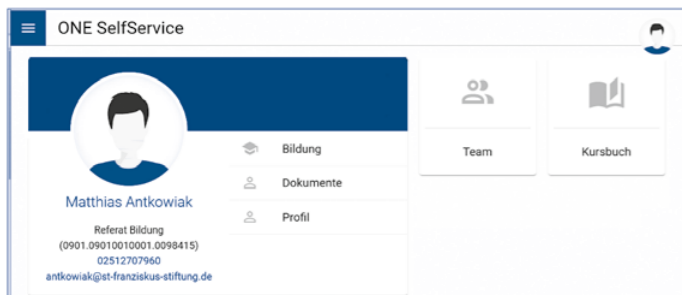 ONE SelfService
Matthias Antkowiak
Referat Bildung
(0901.09010010001.0098415)
02512707960
antkowiak@st-franziskus-stiftung.de
Bildung
Dokumente
Profil
Team
Kursbuch